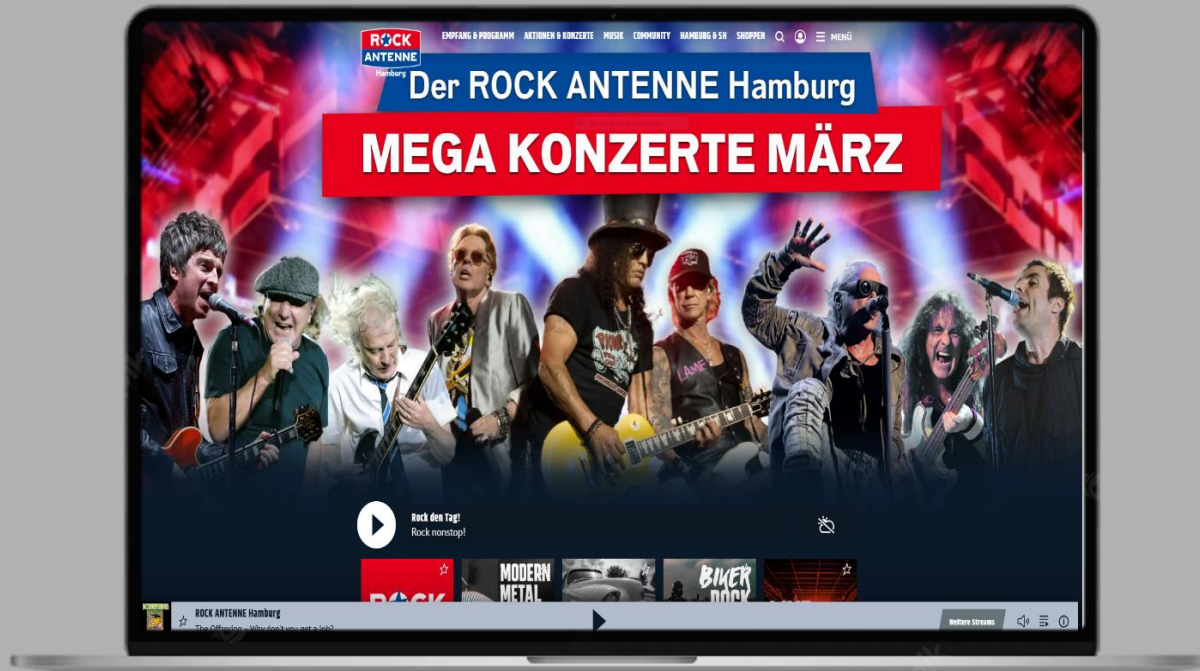 ROCK
ANTENNE
Hamburg
EMPFANG & PROGRAMM AKTIONEN & KONZERTE MUSIK COMMUNITY HAMBURG & SH SHOPPEN MENÜ
Der ROCK ANTENNE Hamburg
MEGA KONZERTE MÄRZ
LAME
Rock den Tag!
Rock nonstop!
ROCK
MODERN
METAL
BIKER
ROCK
ROCK ANTENNE Hamburg
The Offspring - Why don't you get a Job?
Weitere Streams